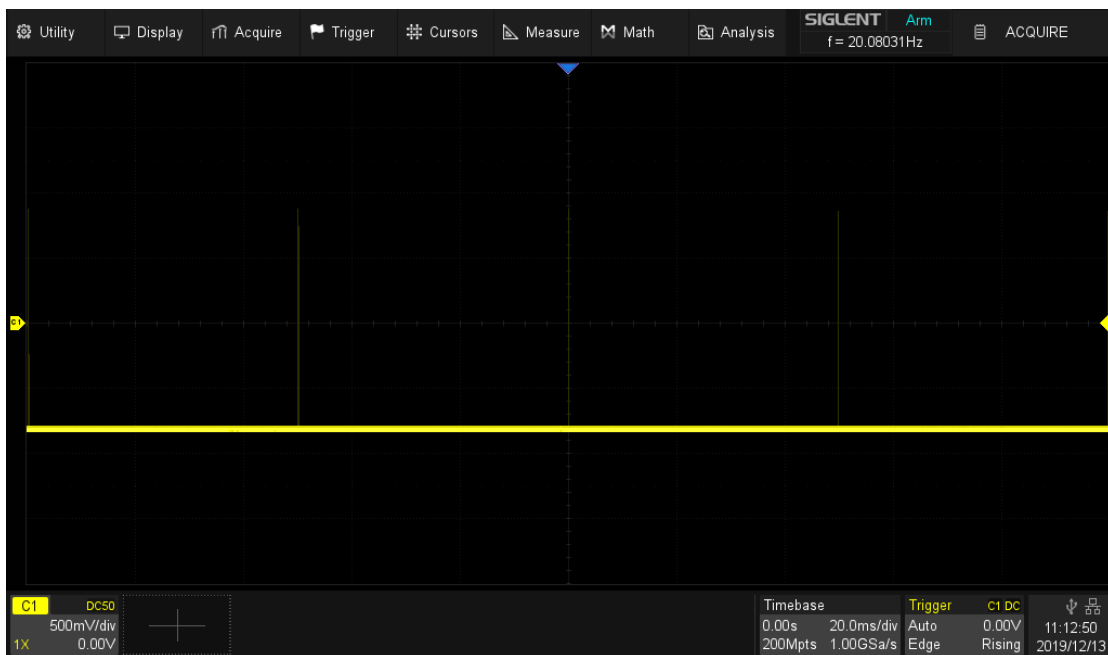 Utility Display Acquire Trigger Cursors Measure Math Analysis SIGLENT Arm ACQUIRE
f = 20.08031Hz
C1
C1 DC50
500mV/div
1X 0.00V
Timebase
0.00s 20.0ms/div
200Mpts 1.00GSa/s
Trigger C1 DC
Auto 0.00V
Edge Rising
11:12:50
2019/12/13